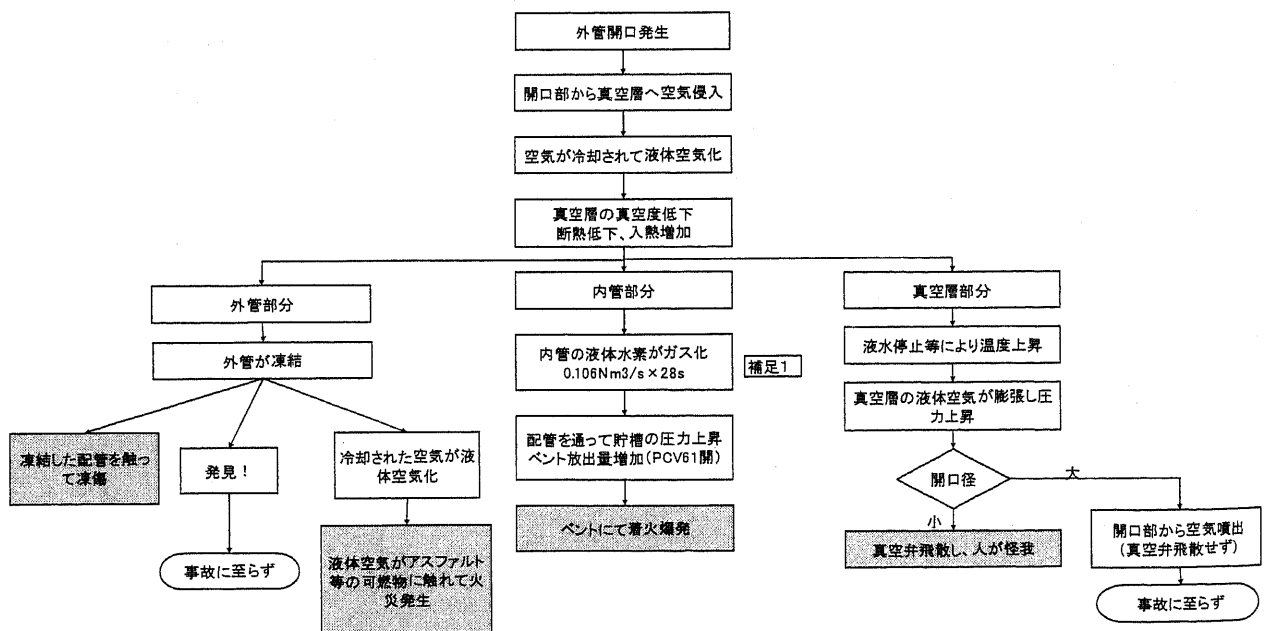 外管開口発生
開口部から真空層へ空気侵入
空気が冷却されて液体空気化
真空層の真空度低下
断熱低下、入熱増加
外管部分
内管部分
真空層部分
外管が凍結
内管の液体水素がガス化
0.106Nm3/s×28s
補足1
液水停止等により温度上昇
真空層の液体空気が膨張し圧
力上昇
凍結した配管を触っ
て凍傷
発見！
冷却された空気が液
体空気化
配管を通って貯槽の圧力上昇
ベント放出量増加(PCV61開)
開口径
大
小
事故に至らず
液体空気がアスファルト
等の可燃物に触れて火
災発生
ベントにて着火爆発
真空弁飛散し、人が怪我
開口部から空気噴出
(真空弁飛散せず)
事故に至らず